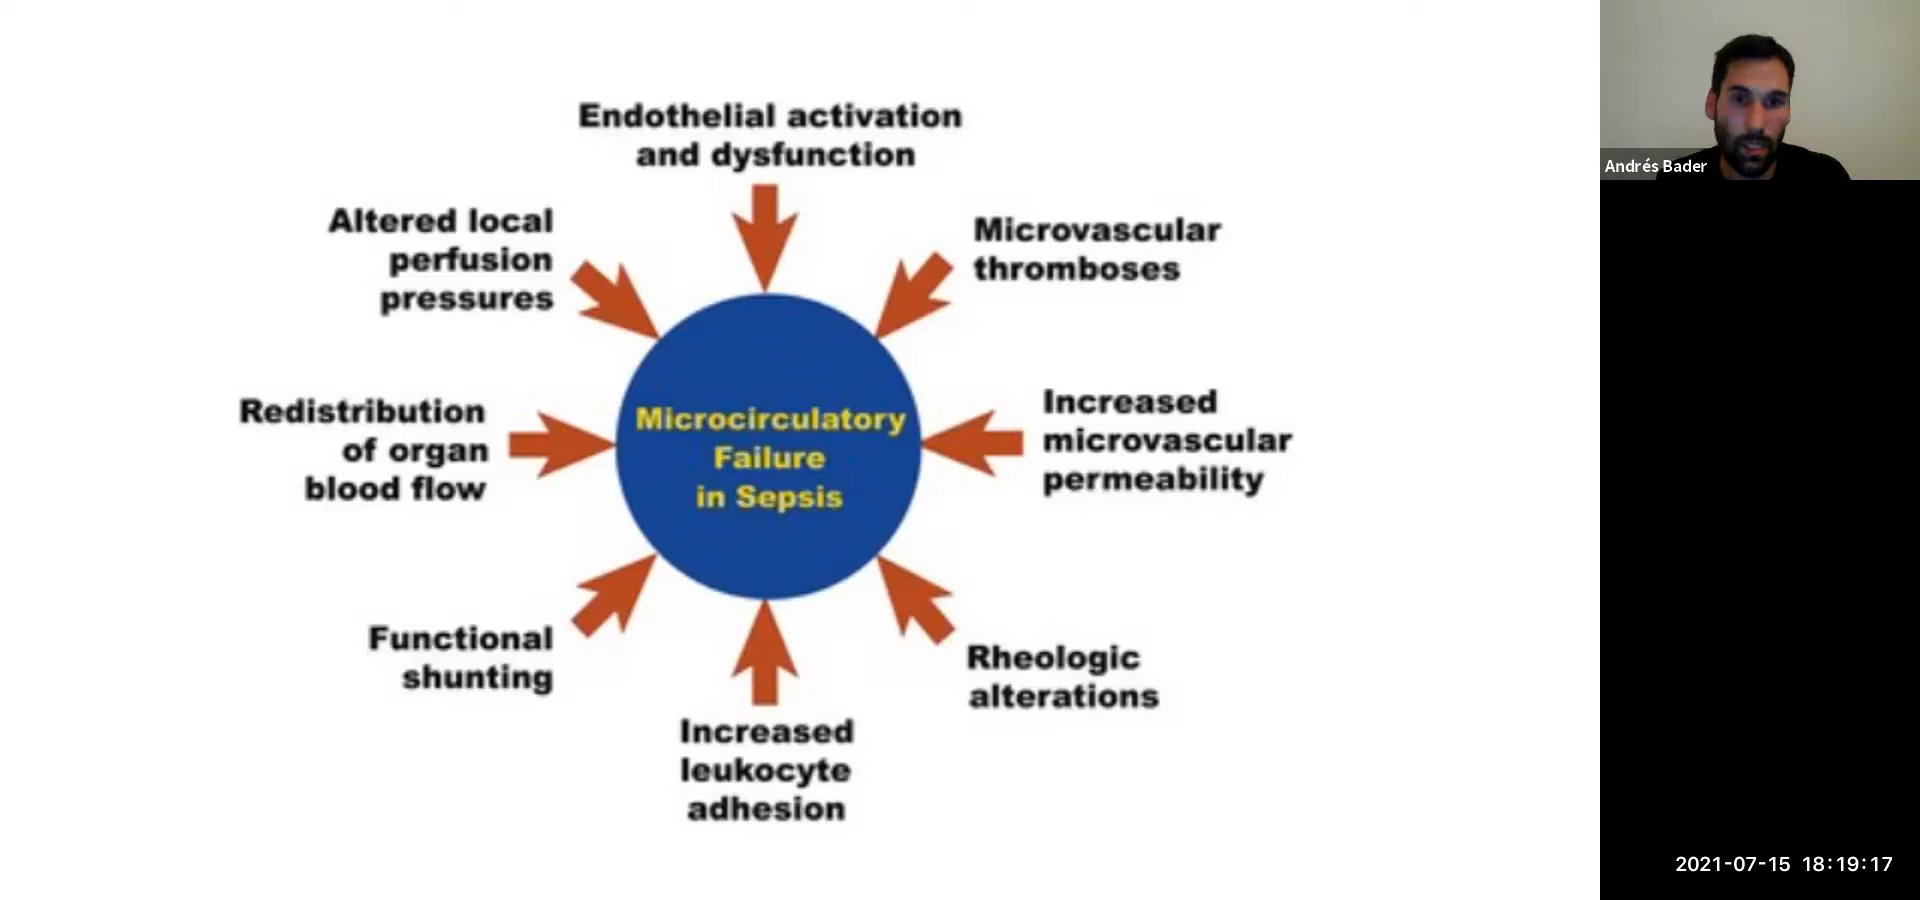 Endothelial activation
and dysfunction
Altered local
perfusion
pressures
Microvascular
thromboses
Redistribution
of organ
blood flow
Microcirculatory
Failure
in Sepsis
Increased
microvascular
permeability
Functional
shunting
Rheologic
alterations
Increased
leukocyte
adhesion
Andrés Bader
2021-07-15 18:19:17